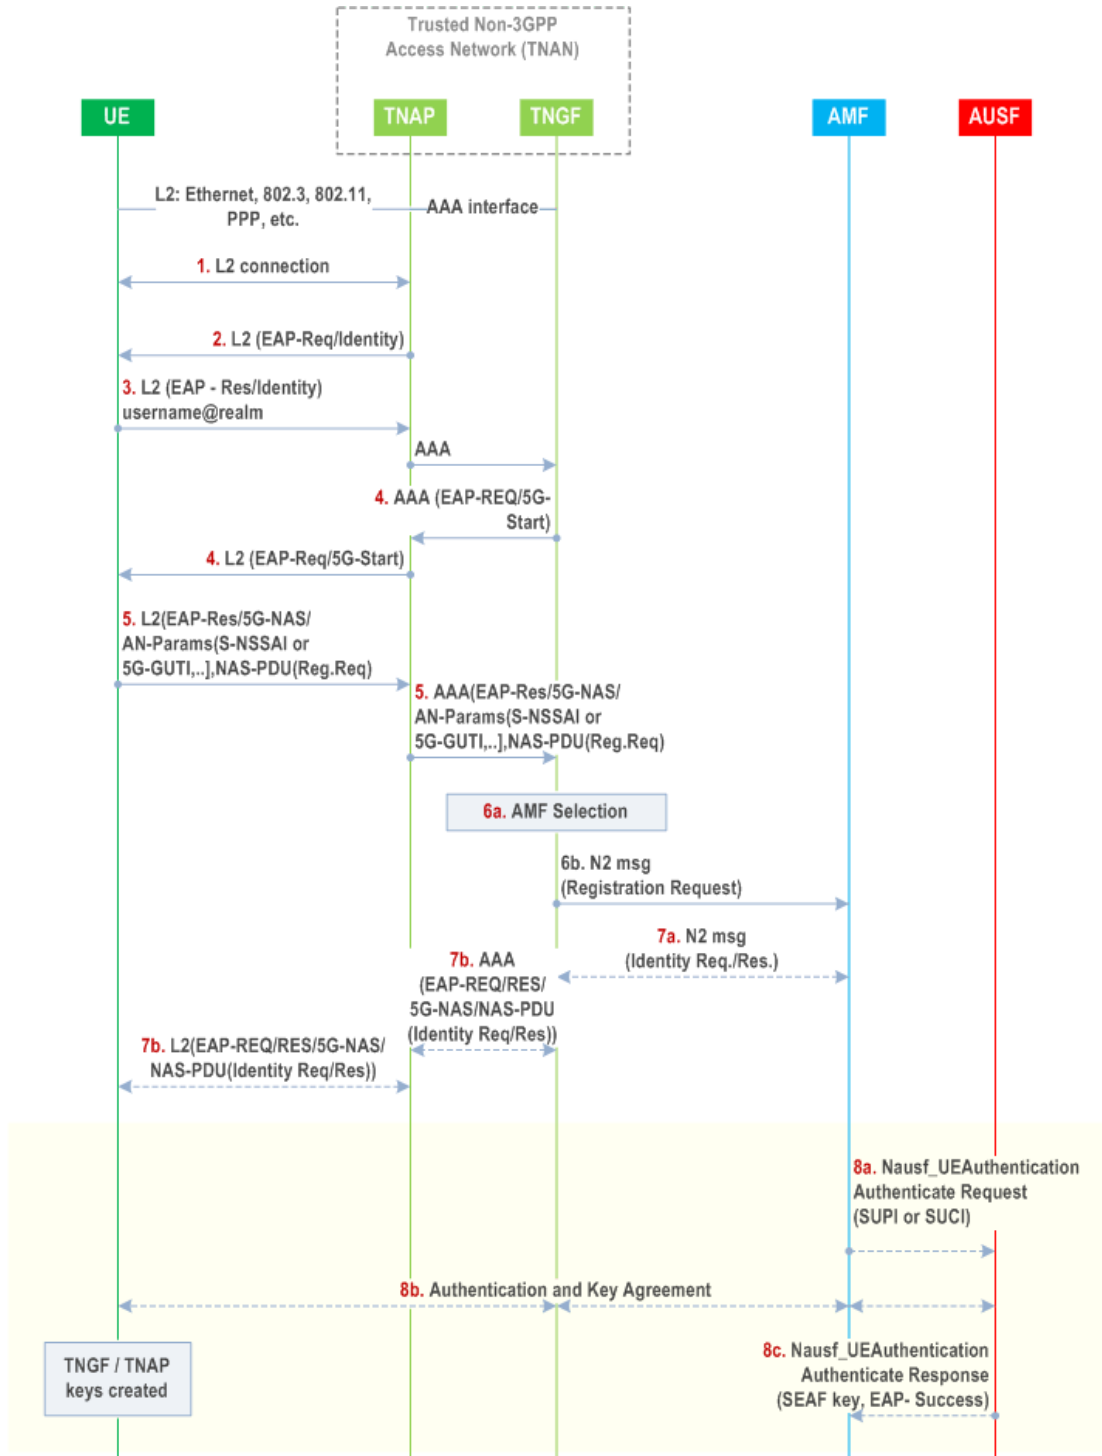 Trusted Non-3GPP
Access Network (TNAN)
UE
TNAP
TNGF
AMF
AUSF
L2: Ethernet, 802.3, 802.11,
PPP, etc.
AAA interface
1. L2 connection
2. L2 (EAP-Req/Identity)
3. L2 (EAP - Res/Identity)
username@realm
AAA
4. AAA (EAP-REQ/5G-
Start)
4. L2 (EAP-Req/5G-Start)
5. L2(EAP-Res/5G-NAS/
AN-Params(S-NSSAI or
5G-GUTI,..],NAS-PDU(Reg.Req)
5. AAA(EAP-Res/5G-NAS/
AN-Params(S-NSSAI or
5G-GUTI,..],NAS-PDU(Reg.Req)
6a. AMF Selection
6b. N2 msg
(Registration Request)
7a. N2 msg
(Identity Req./Res.)
7b. AAA
(EAP-REQ/RES/
5G-NAS/NAS-PDU
(Identity Req/Res))
7b. L2(EAP-REQ/RES/5G-NAS/
NAS-PDU(Identity Req/Res))
8a. Nausf_UEAuthentication
Authenticate Request
(SUPI or SUCI)
8b. Authentication and Key Agreement
TNGF / TNAP
keys created
8c. Nausf_UEAuthentication
Authenticate Response
(SEAF key, EAP- Success)